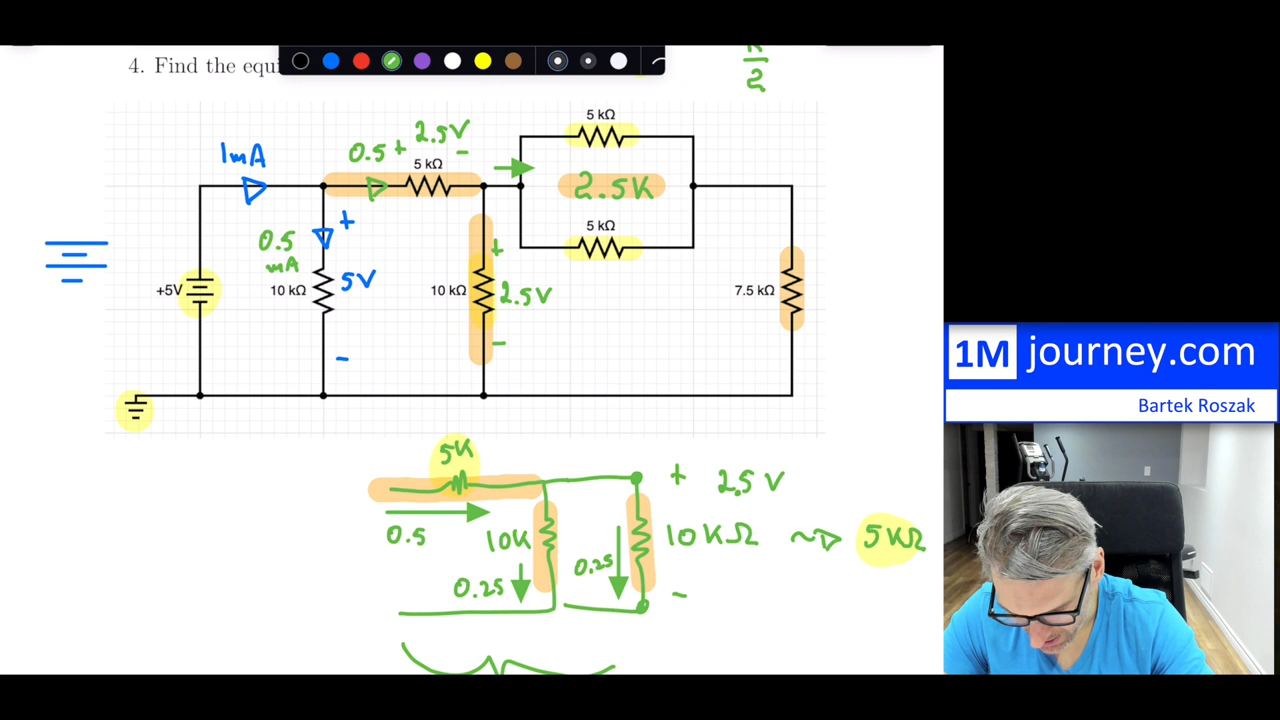 4. Find the equi
R
2
1mA
0.5 + 2.5V -
5 kΩ
5 kΩ
2.5K
5 kΩ
+
0.5
mA
+5V
10 kΩ
5V
-
+
10 kΩ
2.5V
-
7.5 kΩ
5K
0.5
10K
0.25
0.25
+ 2.5 V
10KΩ
-
5KΩ
1M journey.com
Bartek Roszak